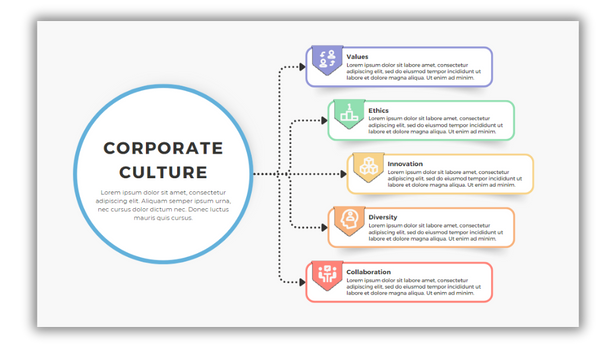 CORPORATE
CULTURE
Lorem ipsum dolor sit amet, consectetur
adipiscing elit. Aliquam semper ipsum urna,
nec cursus dolor dictum nec. Donec luctus
mauris quis cursus.
Values
Lorem ipsum dolor sit labore amet, consectetur
adipiscing elit, sed do eiusmod tempor incididunt ut
labore et dolore magna aliqua. Ut enim ad minim.
Ethics
Lorem ipsum dolor sit labore amet, consectetur
adipiscing elit, sed do eiusmod tempor incididunt ut
labore et dolore magna aliqua. Ut enim ad minim.
Innovation
Lorem ipsum dolor sit labore amet, consectetur
adipiscing elit, sed do eiusmod tempor incididunt ut
labore et dolore magna aliqua. Ut enim ad minim.
Diversity
Lorem ipsum dolor sit labore amet, consectetur
adipiscing elit, sed do eiusmod tempor incididunt ut
labore et dolore magna aliqua. Ut enim ad minim.
Collaboration
Lorem ipsum dolor sit labore amet, consectetur
adipiscing elit, sed do eiusmod tempor incididunt ut
labore et dolore magna aliqua. Ut enim ad minim.